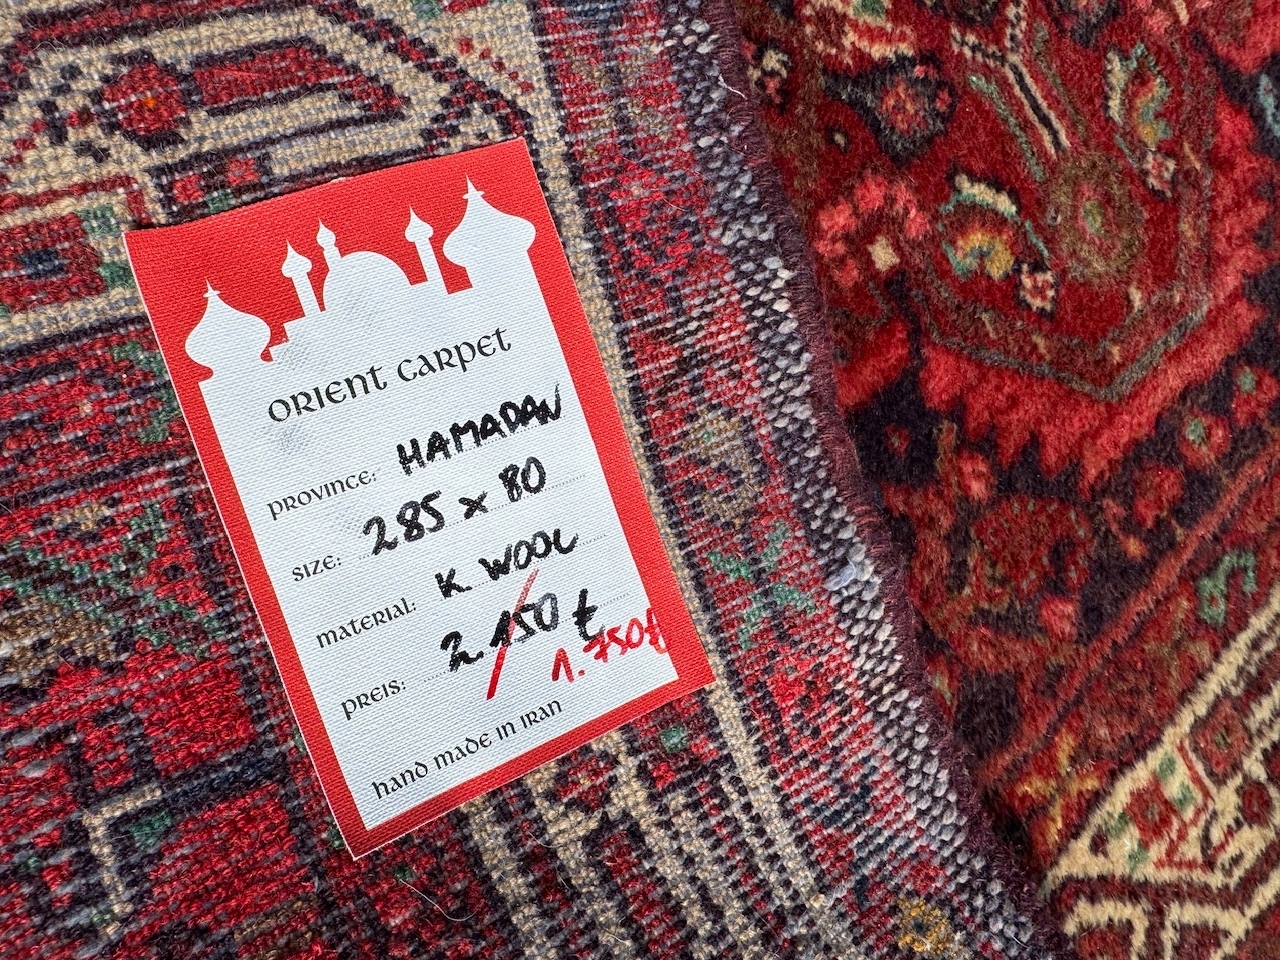 ORIENT CARPET
PROVINCE: HAMADAN
SIZE: 285 x 80
MATERIAL: K. WOOL
PREIS: 2.150 €
1.750€
HAND MADE IN IRAN